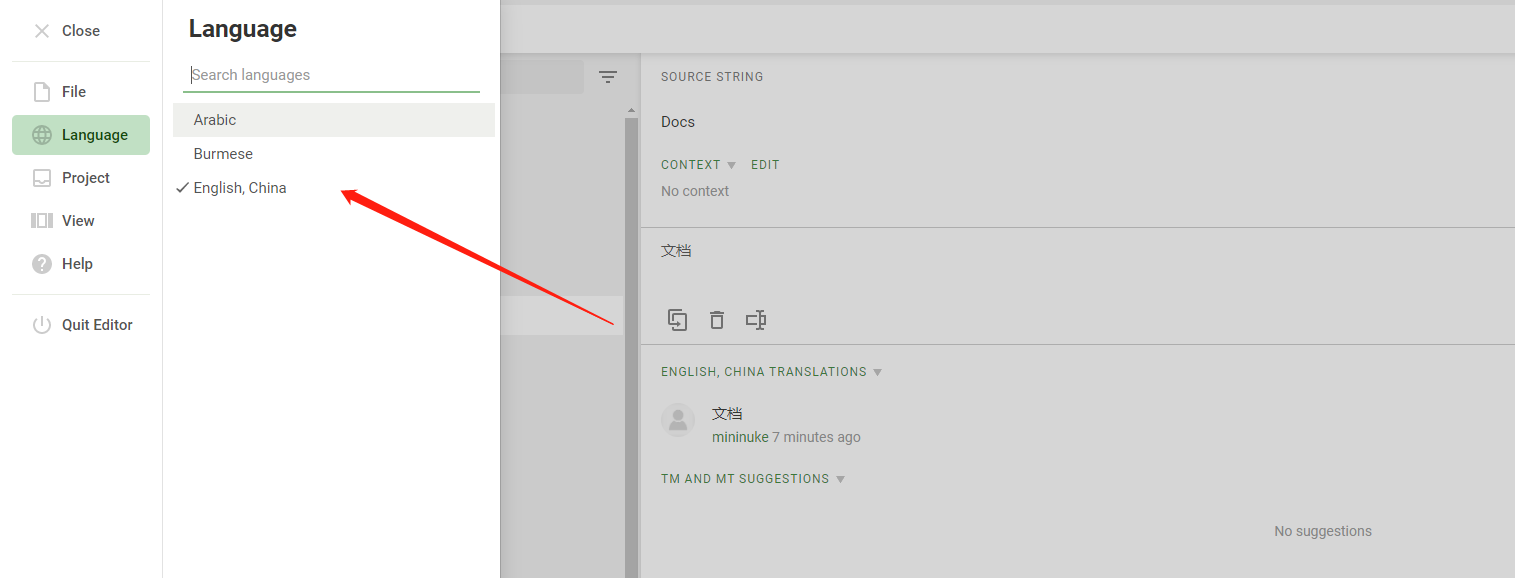 Close
File
Language
Project
View
Help
Quit Editor
Language
Search languages
Arabic
Burmese
English, China
SOURCE STRING
Docs
CONTEXT EDIT
No context
文档
ENGLISH, CHINA TRANSLATIONS
文档
mininuke 7 minutes ago
TM AND MT SUGGESTIONS
No suggestions